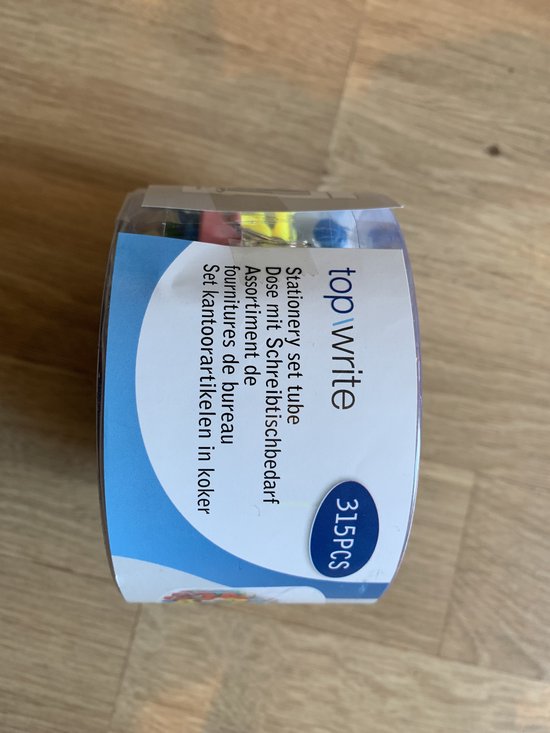 top\write
315PCS
Stationery set tube
Dose mit Schreibtischbedarf
Assortiment de
fournitures de bureau
Set kantoorartikelen in koker